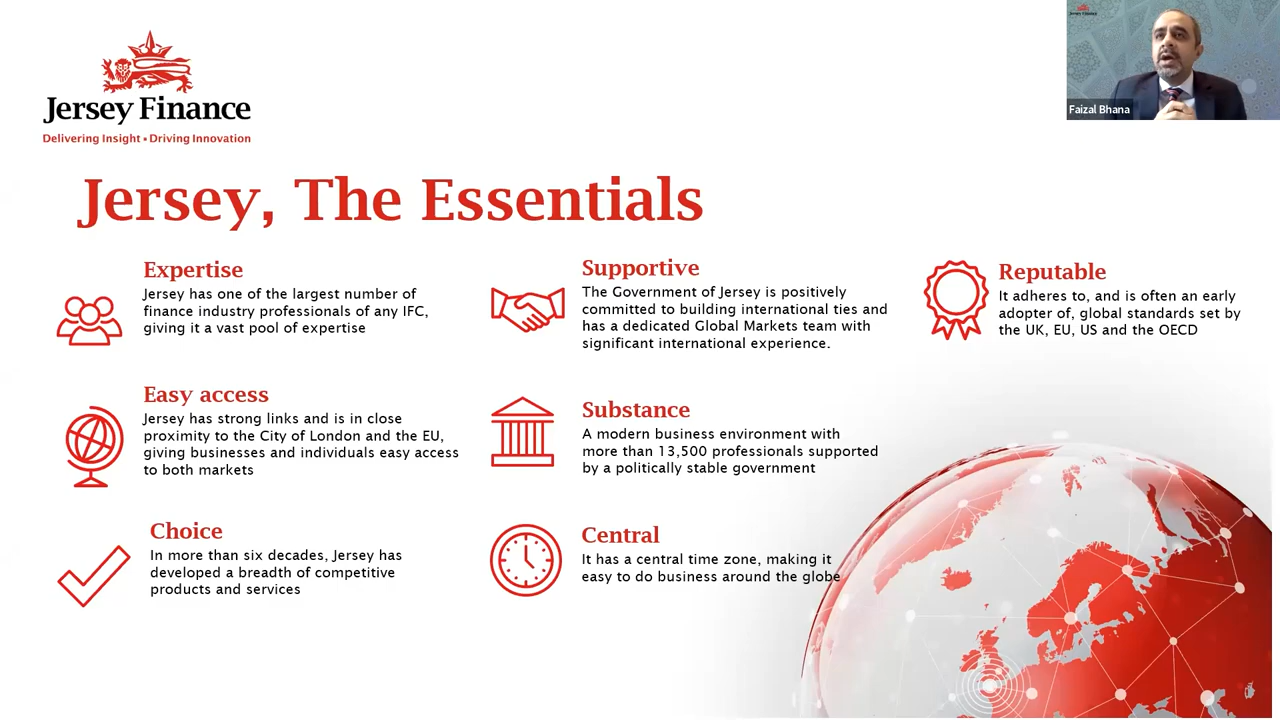 Jersey Finance
Delivering Insight • Driving Innovation
Faizal Bhana
Jersey, The Essentials
Expertise
Jersey has one of the largest number of
finance industry professionals of any IFC,
giving it a vast pool of expertise
Supportive
The Government of Jersey is positively
committed to building international ties and
has a dedicated Global Markets team with
significant international experience.
Reputable
It adheres to, and is often an early
adopter of, global standards set by
the UK, EU, US and the OECD
Easy access
Jersey has strong links and is in close
proximity to the City of London and the EU,
giving businesses and individuals easy access
to both markets
Substance
A modern business environment with
more than 13,500 professionals supported
by a politically stable government
Choice
In more than six decades, Jersey has
developed a breadth of competitive
products and services
Central
It has a central time zone, making it
easy to do business around the globe